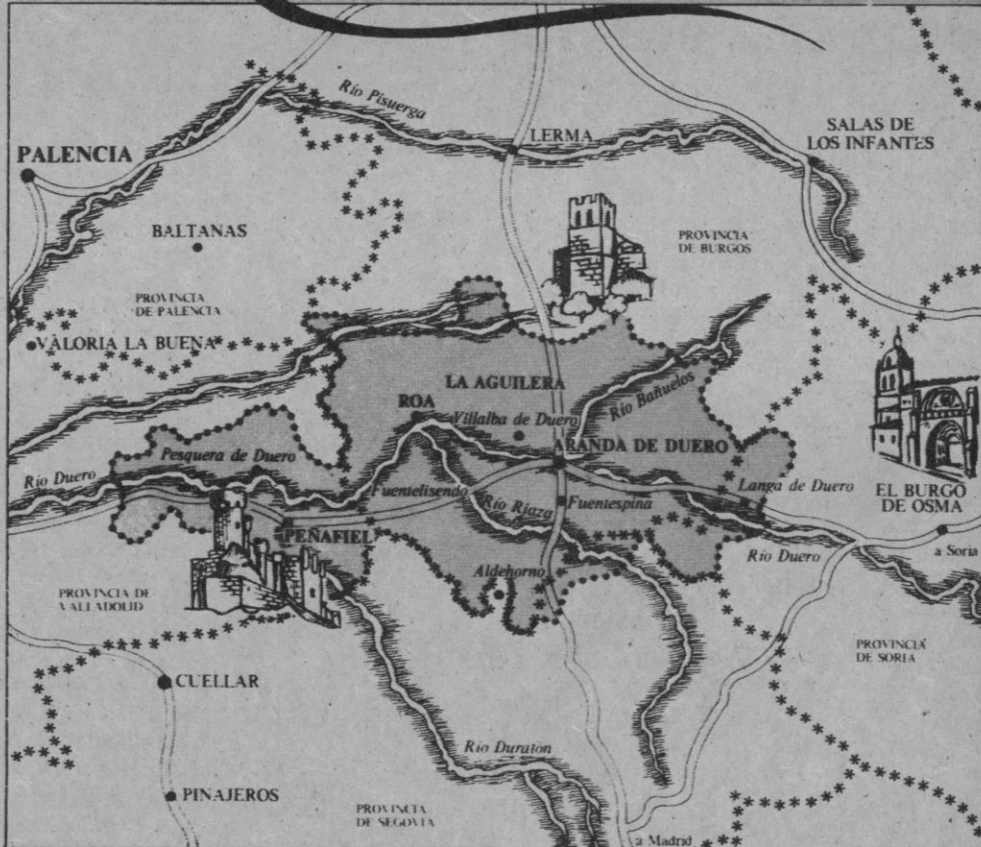 Río Pisuerga
LERMA
SALAS DE
LOS INFANTES
PALENCIA
BALTANAS
PROVINCIA
DE BURGOS
PROVINCIA
DE PALENCIA
VALORIA LA BUENA
LA AGUILERA
ROA
Villalba de Duero
Río Bañuelos
ARANDA DE DUERO
Pesquera de Duero
Río Duero
Fuentelisendo
Río Riaza
Fuentespina
Langa de Duero
EL BURGO
DE OSMA
PEÑAFIEL
Río Duero
a Soria
Aldehorno
PROVINCIA DE
VALLADOLID
PROVINCIA
DE SORIA
CUELLAR
Río Duratón
PINAJEROS
PROVINCIA
DE SEGOVIA
a Madrid